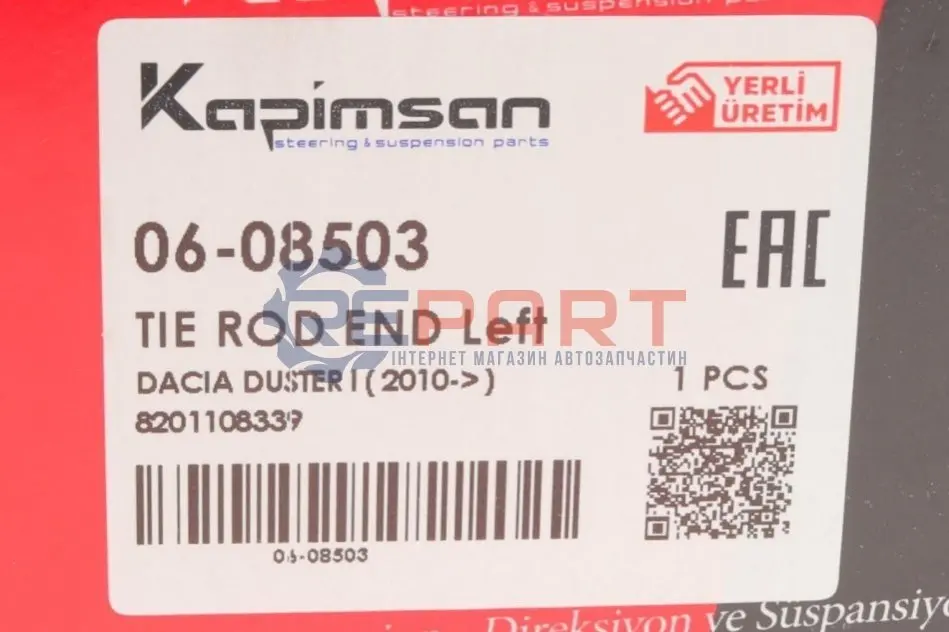 steering & suspension parts
Kapimsan
steering & suspension parts
YERLİ
ÜRETİM
06-08503
EAC
TIE ROD END Left
REPART
ІНТЕРНЕТ МАГАЗИН АВТОЗАПЧАСТИН
DACIA DUSTER I ( 2010-> )
1 PCS
8201108339
06-08503
Direksiyon ve Süspansiyo